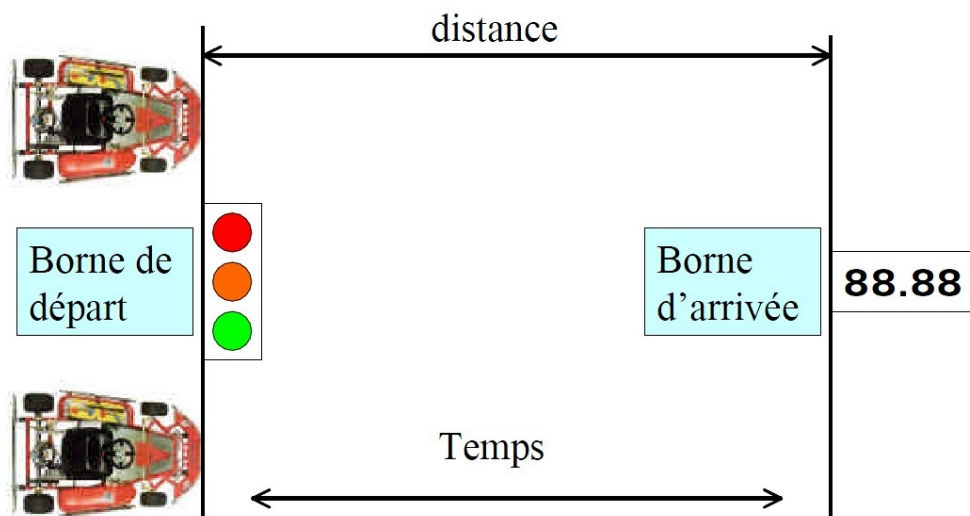 distance
Borne de
départ
Borne
d’arrivée
88.88
Temps